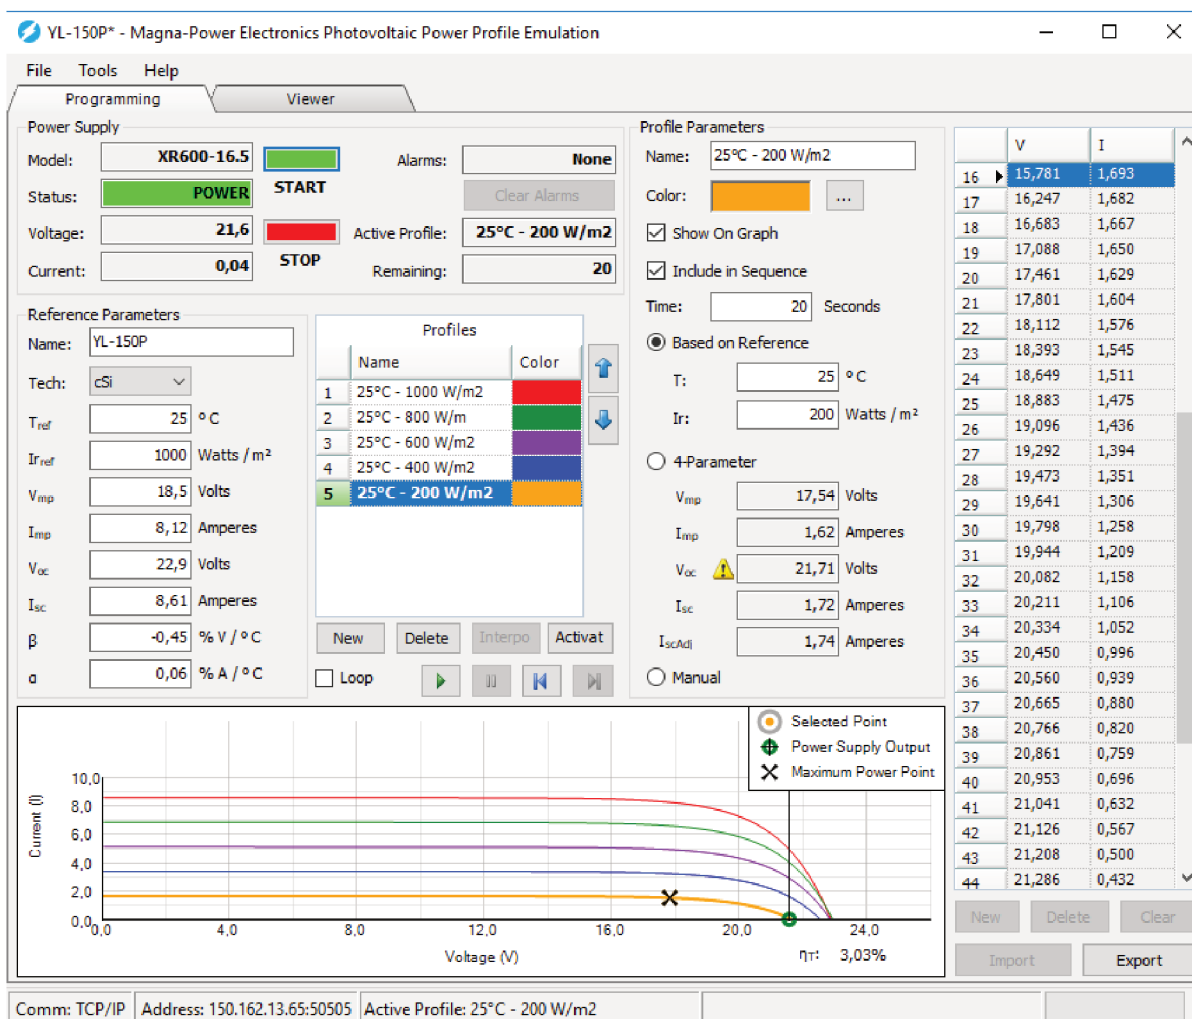 YL-150P* - Magna-Power Electronics Photovoltaic Power Profile Emulation
File Tools Help
Programming Viewer
Power Supply
Model: XR600-16.5
START
Alarms: None
Status: POWER
Clear Alarms
Voltage: 21,6
STOP
Active Profile: 25°C - 200 W/m2
Current: 0,04
Remaining: 20
Reference Parameters
Name: YL-150P
Tech: cSi
Tref 25 °C
Irref 1000 Watts / m²
Vmp 18,5 Volts
Imp 8,12 Amperes
Voc 22,9 Volts
Isc 8,61 Amperes
β -0,45 % V / °C
α 0,06 % A / °C
Profiles
Name Color
1 25°C - 1000 W/m2
2 25°C - 800 W/m
3 25°C - 600 W/m2
4 25°C - 400 W/m2
5 25°C - 200 W/m2
New Delete Interpo Activat
Loop
Profile Parameters
Name: 25°C - 200 W/m2
Color: ...
Show On Graph
Include in Sequence
Time: 20 Seconds
Based on Reference
T: 25 °C
Ir: 200 Watts / m²
4-Parameter
Vmp 17,54 Volts
Imp 1,62 Amperes
Voc 21,71 Volts
Isc 1,72 Amperes
IscAdj 1,74 Amperes
Manual
V I
16 15,781 1,693
17 16,247 1,682
18 16,683 1,667
19 17,088 1,650
20 17,461 1,629
21 17,801 1,604
22 18,112 1,576
23 18,393 1,545
24 18,649 1,511
25 18,883 1,475
26 19,096 1,436
27 19,292 1,394
28 19,473 1,351
29 19,641 1,306
30 19,798 1,258
31 19,944 1,209
32 20,082 1,158
33 20,211 1,106
34 20,334 1,052
35 20,450 0,996
36 20,560 0,939
37 20,665 0,880
38 20,766 0,820
39 20,861 0,759
40 20,953 0,696
41 21,041 0,632
42 21,126 0,567
43 21,208 0,500
44 21,286 0,432
New Delete Clear
Import Export
Selected Point
Power Supply Output
Maximum Power Point
Current (I)
10,0
8,0
6,0
4,0
2,0
0,0
0,0 4,0 8,0 12,0 16,0 20,0 24,0
Voltage (V)
ηT: 3,03%
Comm: TCP/IP Address: 150.162.13.65:50505 Active Profile: 25°C - 200 W/m2